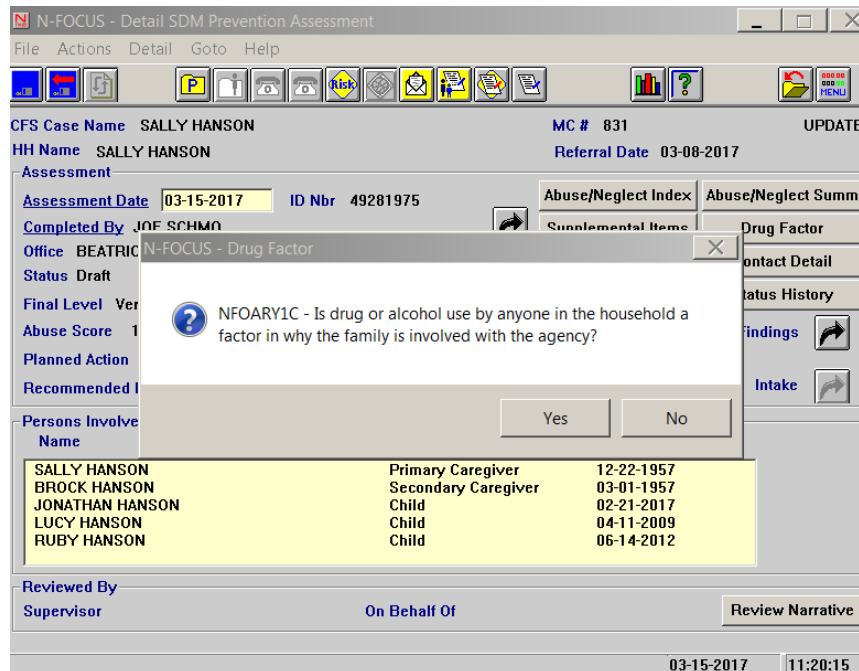 N-FOCUS - Detail SDM Prevention Assessment
File Actions Detail Goto Help
P Risk ? MENU
CFS Case Name SALLY HANSON MC # 831 UPDATE
HH Name SALLY HANSON Referral Date 03-08-2017
Assessment
Assessment Date 03-15-2017 ID Nbr 49281975 Abuse/Neglect Index Abuse/Neglect Summ
Completed By JOE SCHMO Supplemental Items Drug Factor
Office BEATRIC ontact Detail
Status Draft tatus History
Final Level Ver
Abuse Score 1 Findings
Planned Action
Recommended Intake
N-FOCUS - Drug Factor
NFOARY1C - Is drug or alcohol use by anyone in the household a
factor in why the family is involved with the agency?
Yes No
Persons Involve
Name
SALLY HANSON Primary Caregiver 12-22-1957
BROCK HANSON Secondary Caregiver 03-01-1957
JONATHAN HANSON Child 02-21-2017
LUCY HANSON Child 04-11-2009
RUBY HANSON Child 06-14-2012
Reviewed By
Supervisor On Behalf Of Review Narrative
03-15-2017 11:20:15